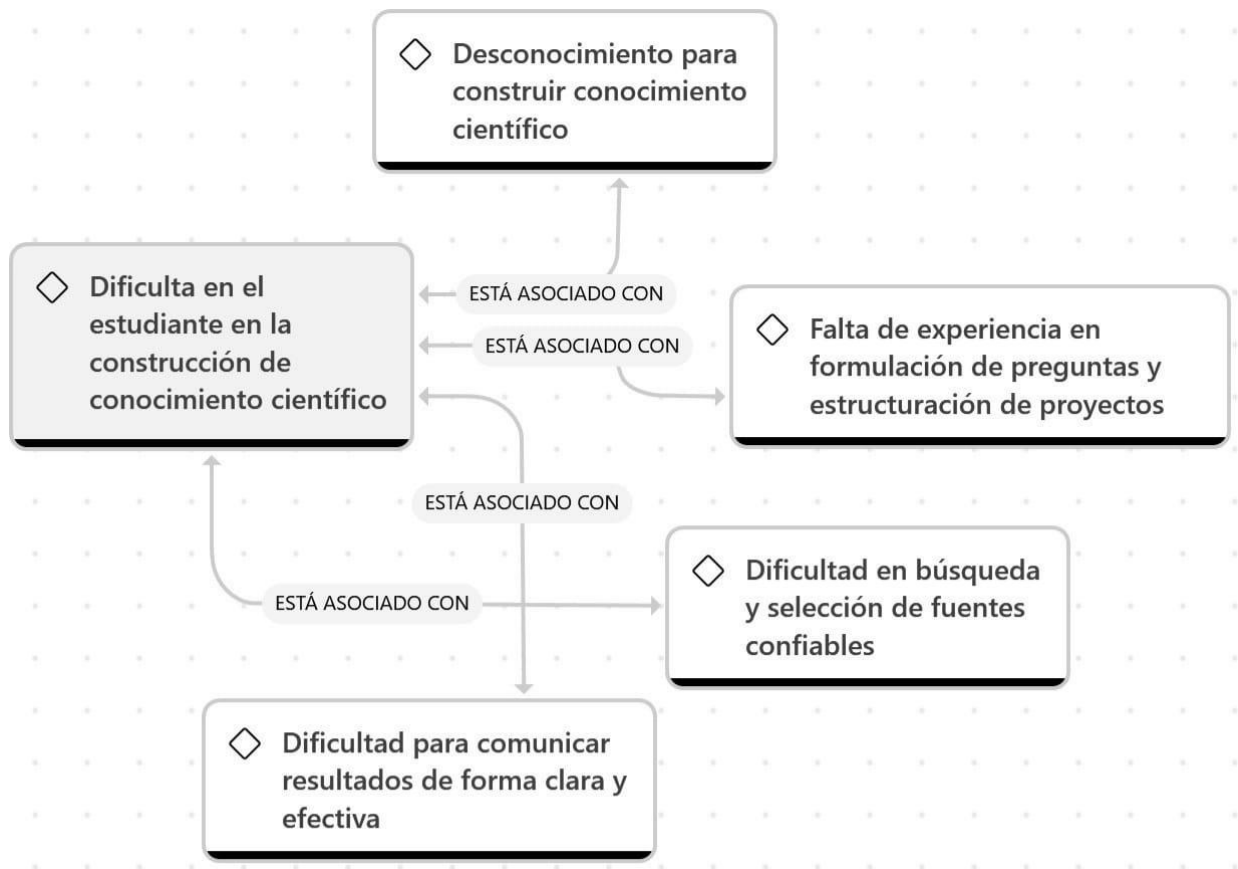 Desconocimiento para
construir conocimiento
científico
Dificulta en el
estudiante en la
construcción de
conocimiento científico
ESTÁ ASOCIADO CON
ESTÁ ASOCIADO CON
Falta de experiencia en
formulación de preguntas y
estructuración de proyectos
ESTÁ ASOCIADO CON
ESTÁ ASOCIADO CON
Dificultad en búsqueda
y selección de fuentes
confiables
Dificultad para comunicar
resultados de forma clara y
efectiva